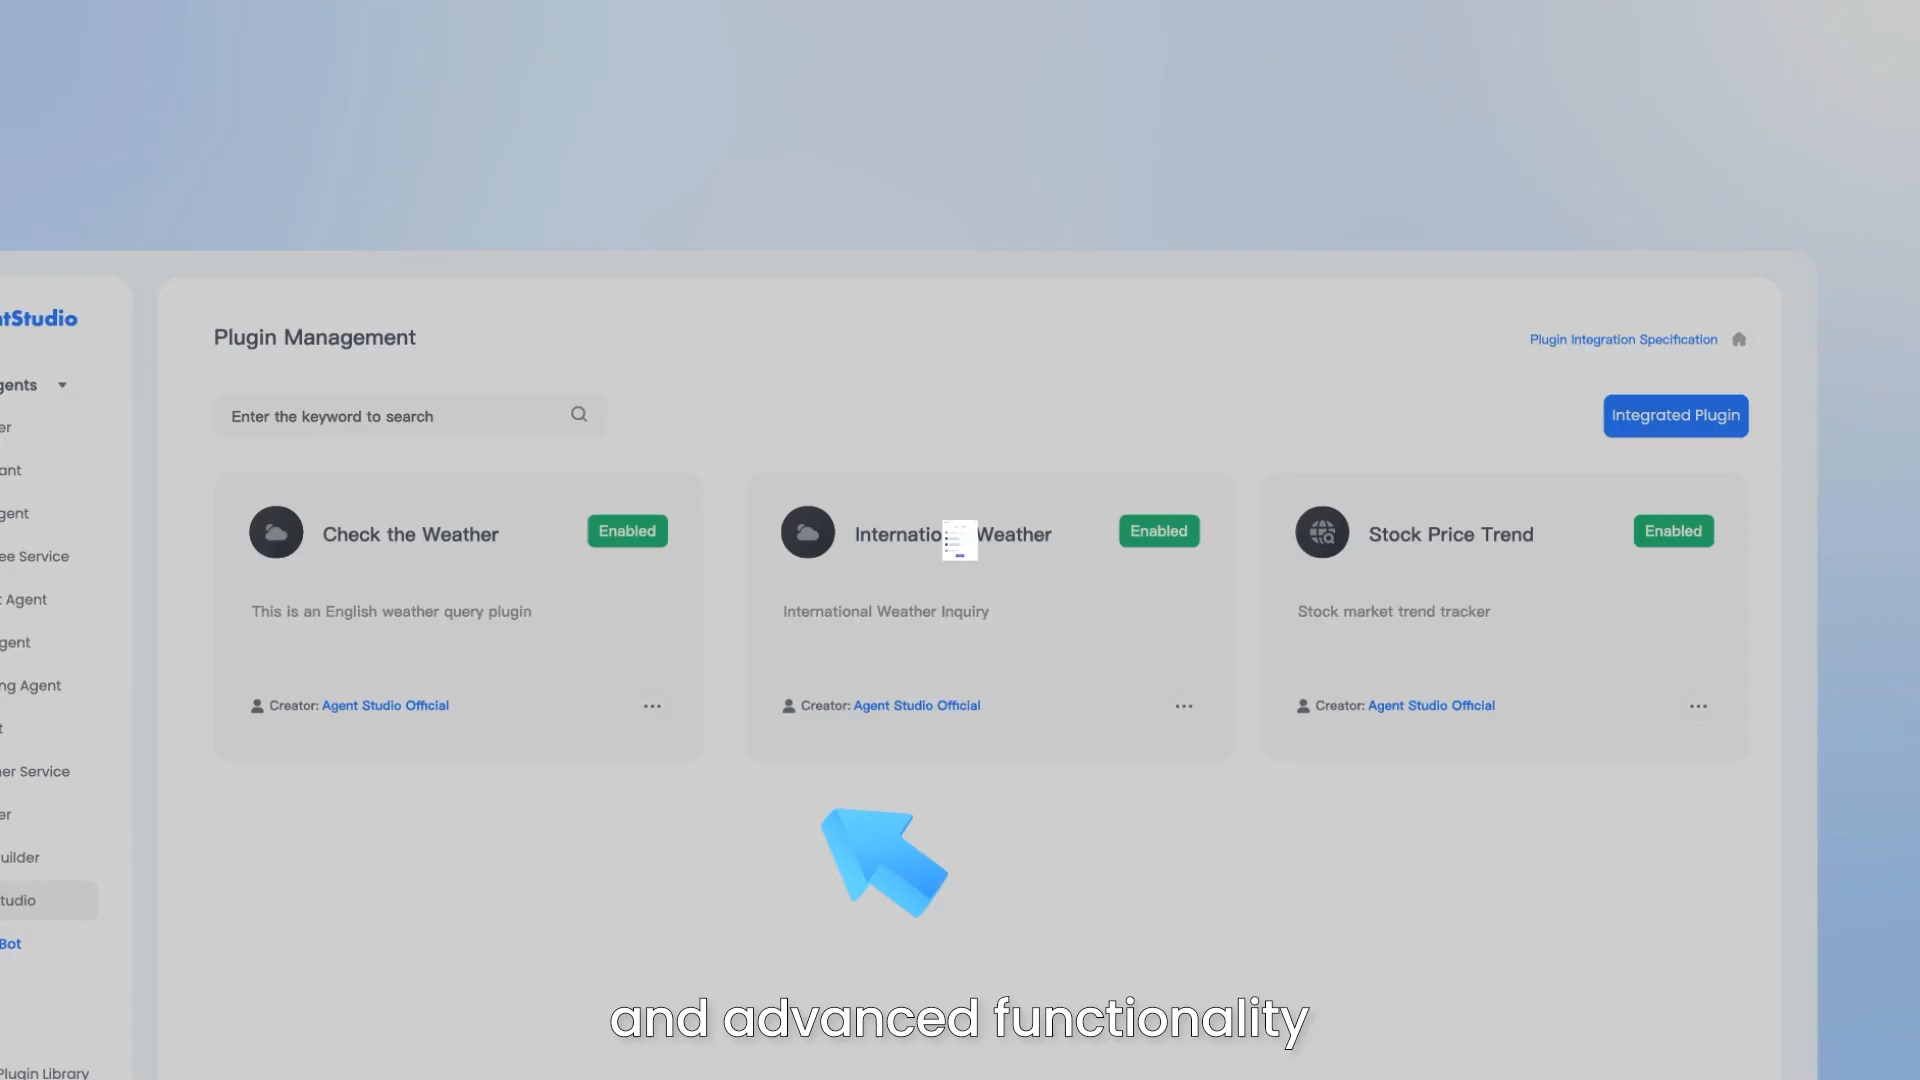 tStudio
Plugin Management
Plugin Integration Specification
gents
Enter the keyword to search
Integrated Plugin
er
ant
gent
ee Service
Agent
gent
ng Agent
t
er Service
er
uilder
tudio
Bot
Plugin Library
Check the Weather
Enabled
This is an English weather query plugin
Creator: Agent Studio Official
Internatio Weather
Enabled
International Weather Inquiry
Creator: Agent Studio Official
Stock Price Trend
Enabled
Stock market trend tracker
Creator: Agent Studio Official
and advanced functionality